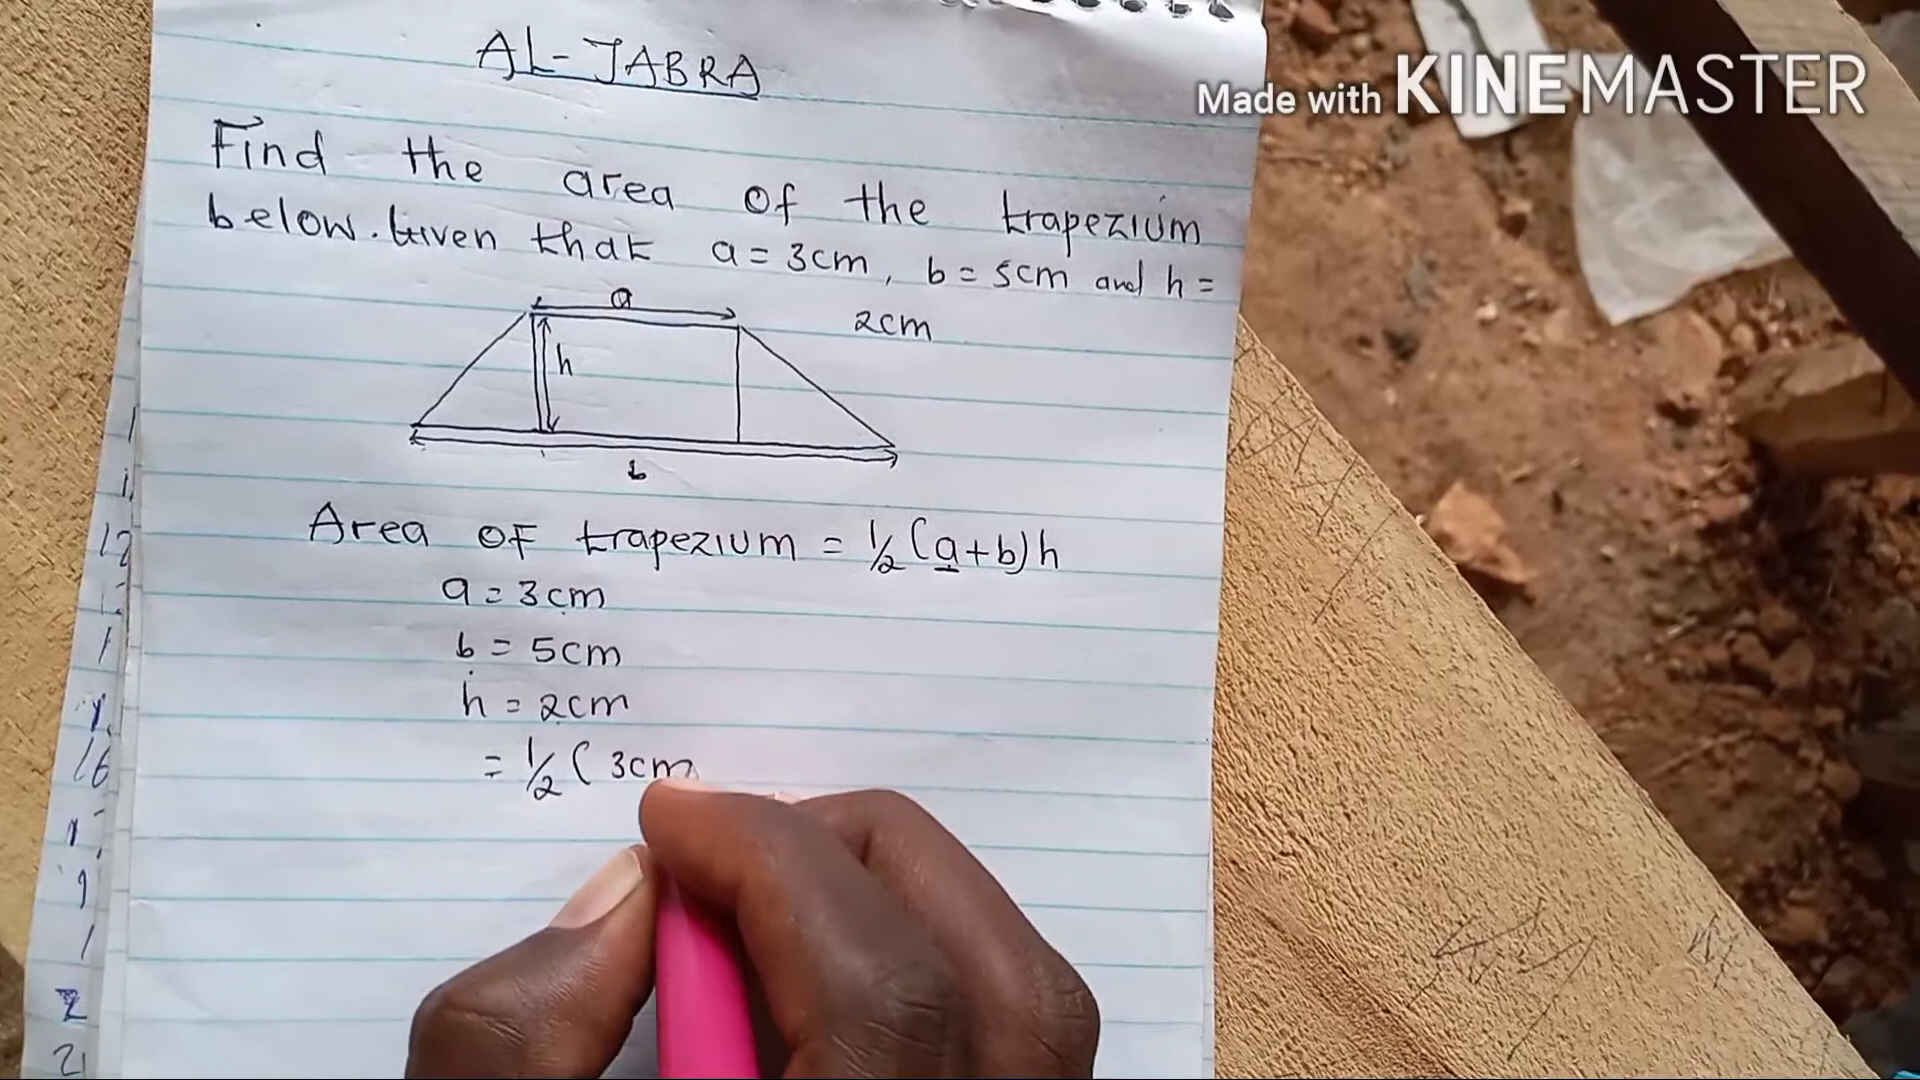 AL-JABRA
Made with KINEMASTER
Find the area of the trapezium
below. Given that a = 3cm, b = 5cm and h =
2cm
a
h
b
Area OF trapezium = 1/2 (a+b)h
a = 3cm
b = 5cm
h = 2cm
= 1/2 ( 3cm